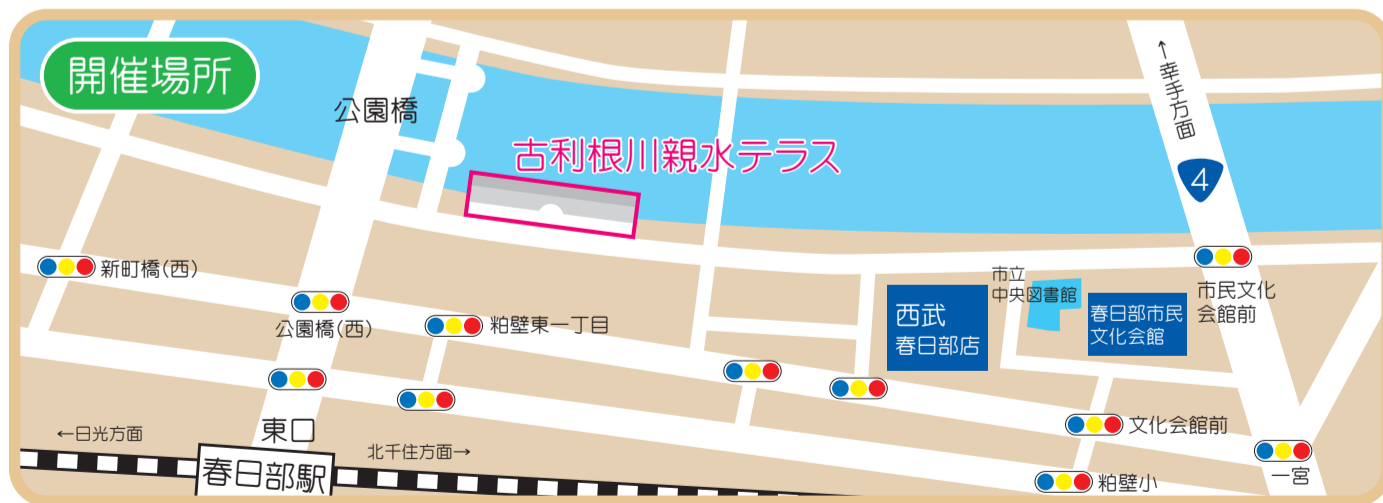 開催場所
公園橋
↑幸手方面
4
古利根川親水テラス
新町橋(西)
公園橋(西)
粕壁東一丁目
西武
春日部店
市立
中央図書館
春日部市民
文化会館
市民文化
会館前
文化会館前
一宮
粕壁小
東口
←日光方面
北千住方面→
春日部駅